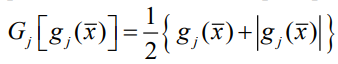 G_j[g_j(x̅)] = 1/2 { g_j(x̅) + |g_j(x̅)| }